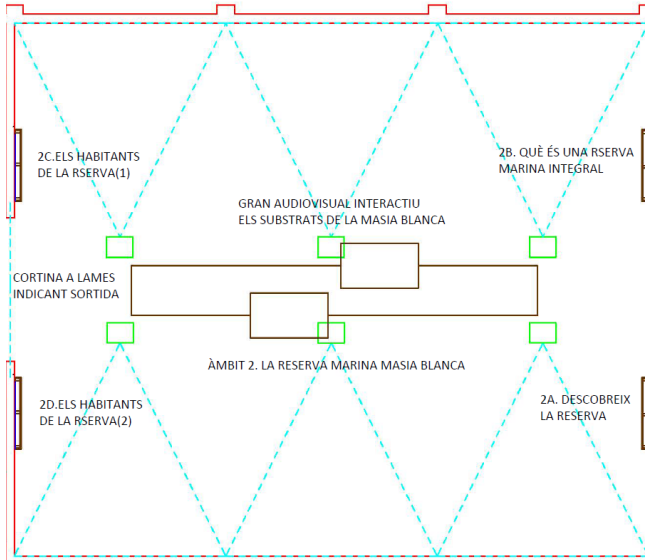 2C.ELS HABITANTS
DE LA RSERVA(1)
2B. QUÈ ÉS UNA RSERVA
MARINA INTEGRAL
GRAN AUDIOVISUAL INTERACTIU
ELS SUBSTRATS DE LA MASIA BLANCA
CORTINA A LAMES
INDICANT SORTIDA
ÀMBIT 2. LA RESERVA MARINA MASIA BLANCA
2D.ELS HABITANTS
DE LA RSERVA(2)
2A. DESCOBREIX
LA RESERVA